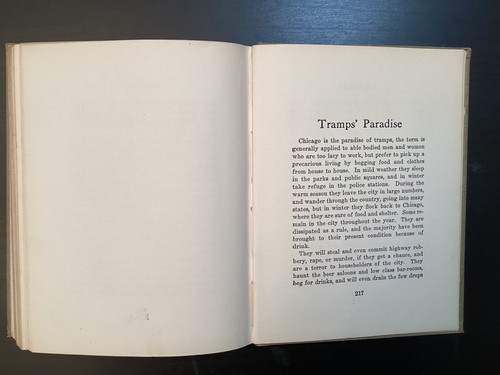 Tramps' Paradise
Chicago is the paradise of tramps, the term is
generally applied to able bodied men and women
who are too lazy to work, but prefer to pick up a
precarious living by begging food and clothes
from house to house. In mild weather they sleep
in the parks and public squares, and in winter
take refuge in the police stations. During the
warm season they leave the city in large numbers,
and wander through the country, going into many
states, but in winter they flock back to Chicago,
where they are sure of food and shelter. Some re-
main in the city throughout the year. They are
dissipated as a rule, and the majority have been
brought to their present condition because of
drink.
They will steal and even commit highway rob-
bery, rape, or murder, if they get a chance, and
are a terror to householders of the city. They
haunt the beer saloons and low class bar-rooms,
beg for drinks, and will even drain the few drops
217